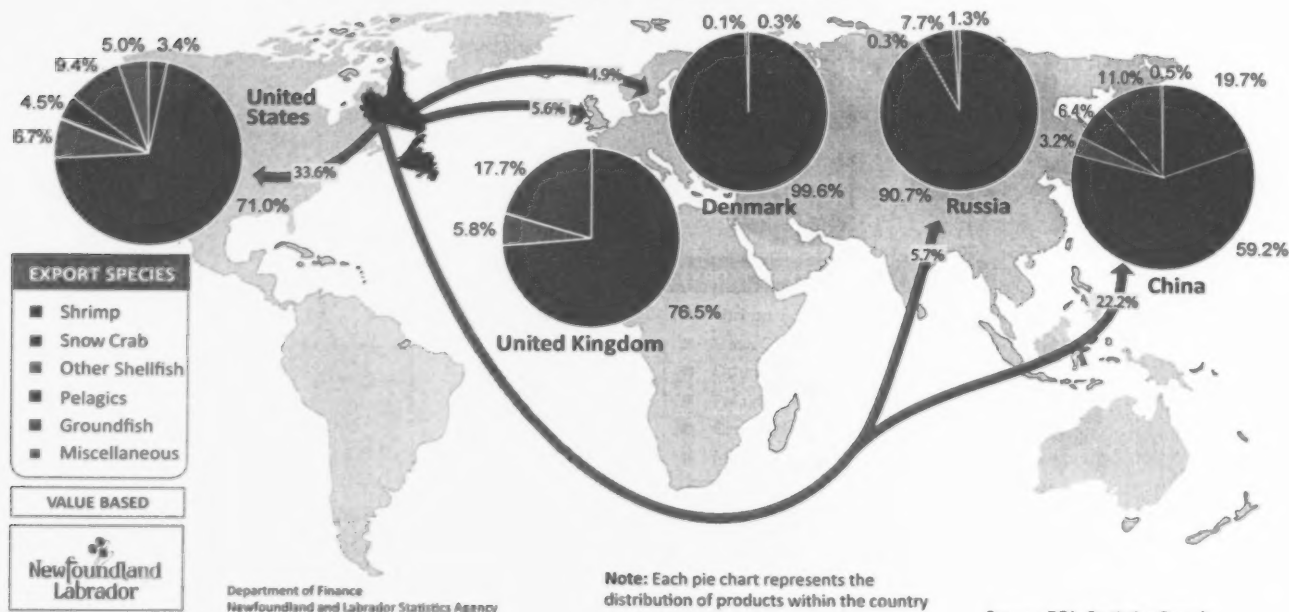 5.0% 3.4%
9.4%
4.5%
6.7%
71.0%
United
States
33.6%
4.9%
5.6%
17.7%
5.8%
76.5%
United Kingdom
0.1% 0.3%
99.6%
Denmark
0.3% 7.7% 1.3%
90.7%
Russia
5.7%
11.0% 0.5% 19.7%
6.4%
3.2%
59.2%
China
22.2%
EXPORT SPECIES
Shrimp
Snow Crab
Other Shellfish
Pelagics
Groundfish
Miscellaneous
VALUE BASED
Newfoundland
Labrador
Department of Finance
Newfoundland and Labrador Statistics Agency
Note: Each pie chart represents the
distribution of products within the country